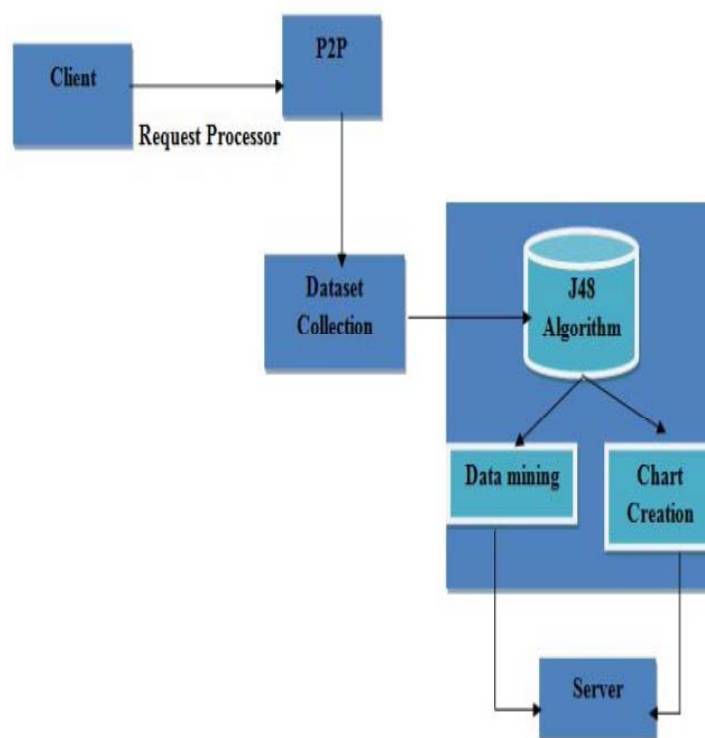 Client
P2P
Request Processor
Dataset
Collection
J48
Algorithm
Data mining
Chart
Creation
Server